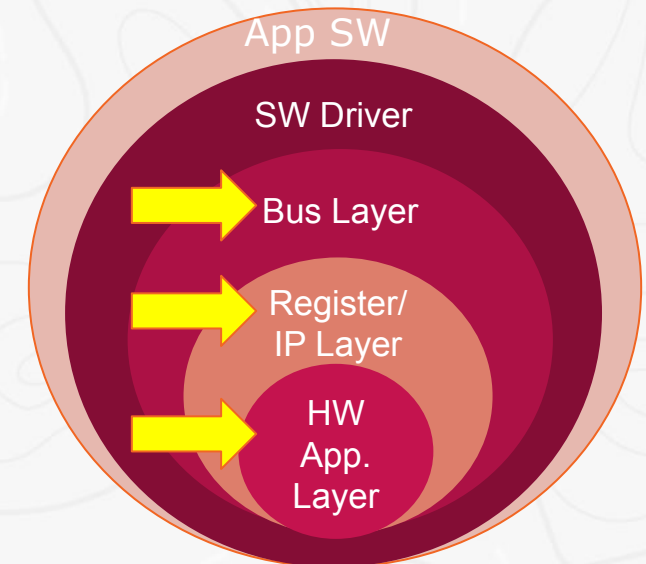 App SW
SW Driver
Bus Layer
Register/
IP Layer
HW
App.
Layer